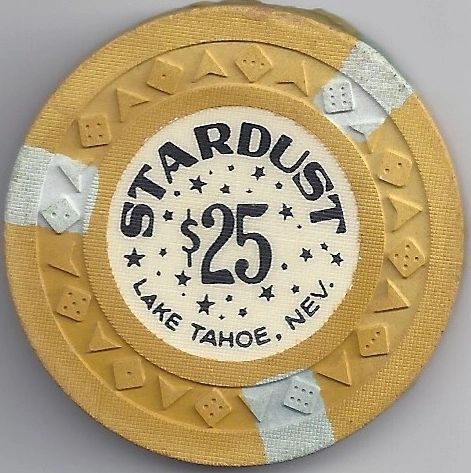 STARDUST
$25
LAKE TAHOE, NEV.